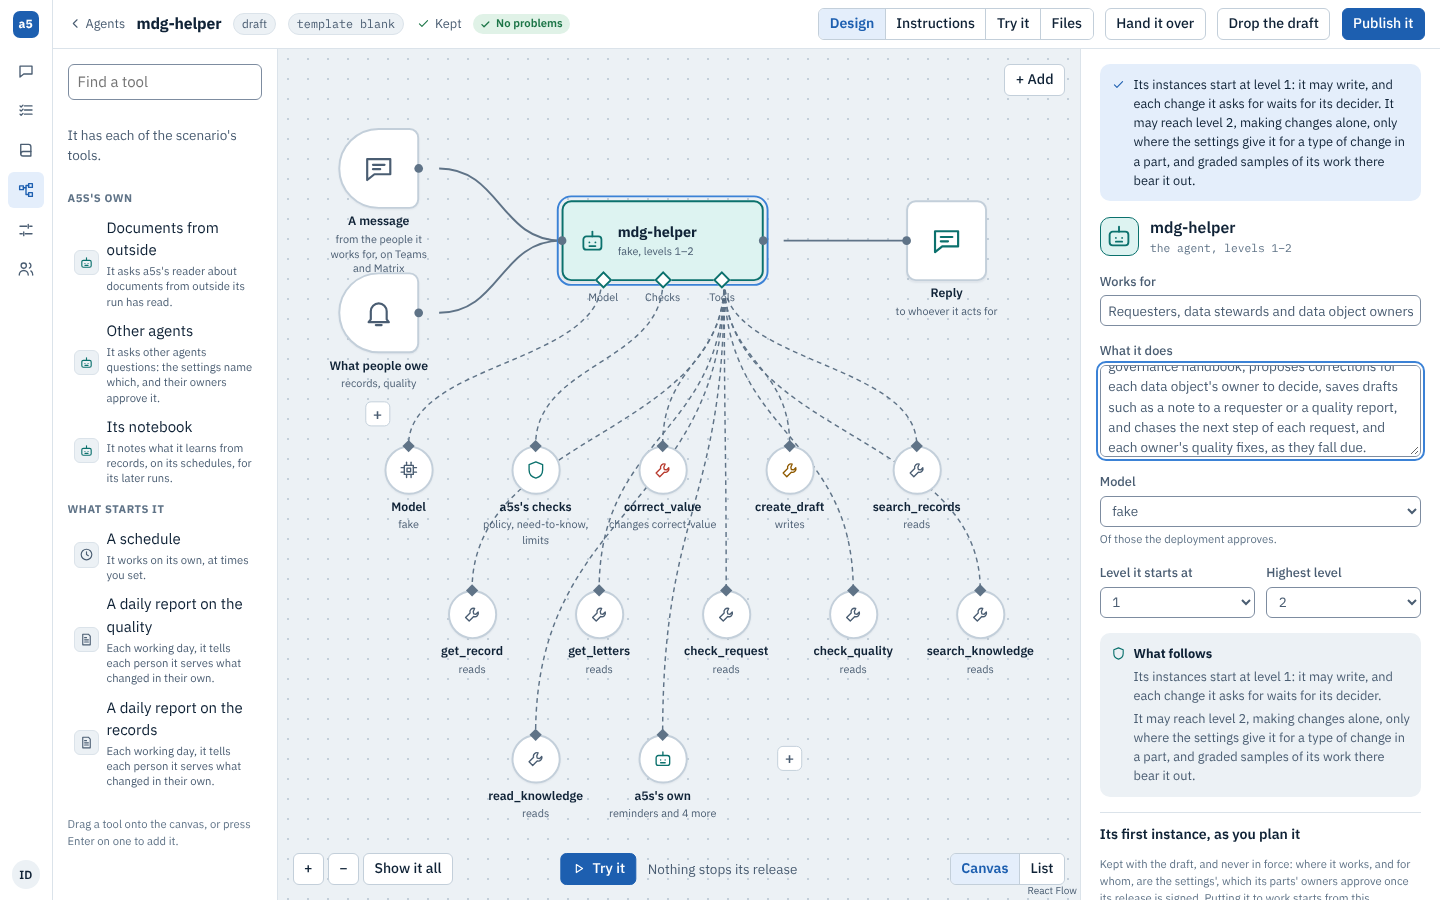 a5
Agents
mdg-helper
draft
template blank
Kept
No problems
Design
Instructions
Try it
Files
Hand it over
Drop the draft
Publish it
Find a tool
It has each of the scenario's
tools.
A5S'S OWN
Documents from
outside
It asks a5s's reader about
documents from outside its
run has read.
Other agents
It asks other agents
questions: the settings name
which, and their owners
approve it.
Its notebook
It notes what it learns from
records, on its schedules, for
its later runs.
WHAT STARTS IT
A schedule
It works on its own, at times
you set.
A daily report on the
quality
Each working day, it tells
each person it serves what
changed in their own.
A daily report on the
records
Each working day, it tells
each person it serves what
changed in their own.
Drag a tool onto the canvas, or press
Enter on one to add it.
ID
+ Add
A message
from the people it
works for, on Teams
and Matrix
What people owe
records, quality
+
mdg-helper
fake, levels 1–2
Model
Checks
Tools
Reply
to whoever it acts for
Model
fake
a5s's checks
policy, need-to-know,
limits
correct_value
changes correct-value
create_draft
writes
search_records
reads
get_record
reads
get_letters
reads
check_request
reads
check_quality
reads
search_knowledge
reads
read_knowledge
reads
a5s's own
reminders and 4 more
+
+
−
Show it all
Try it
Nothing stops its release
Canvas
List
React Flow
Its instances start at level 1: it may write, and
each change it asks for waits for its decider. It
may reach level 2, making changes alone, only
where the settings give it for a type of change in
a part, and graded samples of its work there
bear it out.
mdg-helper
the agent, levels 1–2
Works for
Requesters, data stewards and data object owners
What it does
governance handbook, proposes corrections for
each data object's owner to decide, saves drafts
such as a note to a requester or a quality report,
and chases the next step of each request, and
each owner's quality fixes, as they fall due.
Model
fake
Of those the deployment approves.
Level it starts at
Highest level
1
2
What follows
Its instances start at level 1: it may write, and
each change it asks for waits for its decider.
It may reach level 2, making changes alone, only
where the settings give it for a type of change in
a part, and graded samples of its work there
bear it out.
Its first instance, as you plan it
Kept with the draft, and never in force: where it works, and for
whom, are the settings', which its parts' owners approve once
its release is signed. Putting it to work starts from this.